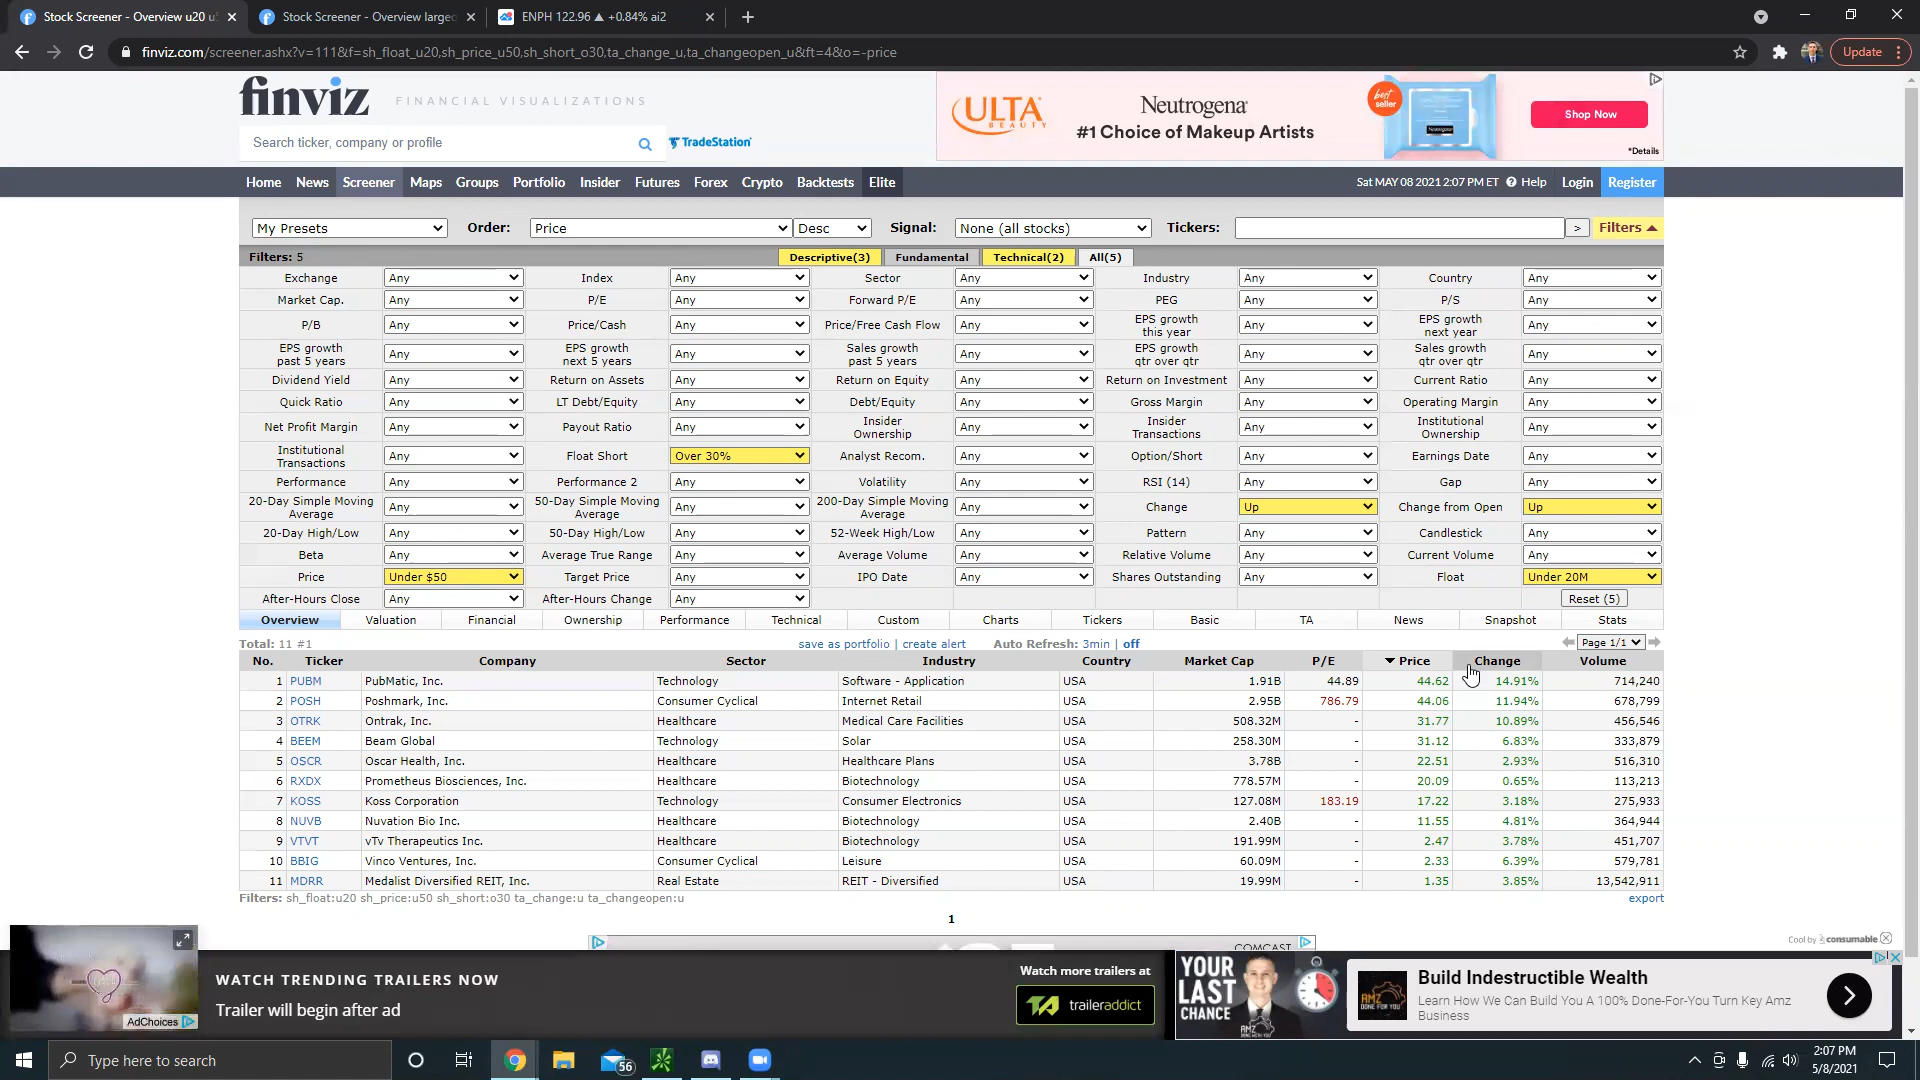 Stock Screener - Overview u20 u
Stock Screener - Overview large
ENPH 122.96 ▲ +0.84% ai2
finviz.com/screener.ashx?v=111&f=sh_float_u20,sh_price_u50,sh_short_o30,ta_change_u,ta_changeopen_u&ft=4&o=-price
Update
finviz FINANCIAL VISUALIZATIONS
Search ticker, company or profile
TradeStation
ULTA BEAUTY
Neutrogena
#1 Choice of Makeup Artists
best seller
Neutrogena
Shop Now
*Details
Home News Screener Maps Groups Portfolio Insider Futures Forex Crypto Backtests Elite
Sat MAY 08 2021 2:07 PM ET Help Login Register
My Presets Order: Price Desc Signal: None (all stocks) Tickers: > Filters
Filters: 5 Descriptive(3) Fundamental Technical(2) All(5)
Exchange Any Index Any Sector Any Industry Any Country Any
Market Cap. Any P/E Any Forward P/E Any PEG Any P/S Any
P/B Any Price/Cash Any Price/Free Cash Flow Any EPS growth this year Any EPS growth next year Any
EPS growth past 5 years Any EPS growth next 5 years Any Sales growth past 5 years Any EPS growth qtr over qtr Any Sales growth qtr over qtr Any
Dividend Yield Any Return on Assets Any Return on Equity Any Return on Investment Any Current Ratio Any
Quick Ratio Any LT Debt/Equity Any Debt/Equity Any Gross Margin Any Operating Margin Any
Net Profit Margin Any Payout Ratio Any Insider Ownership Any Insider Transactions Any Institutional Ownership Any
Institutional Transactions Any Float Short Over 30% Analyst Recom. Any Option/Short Any Earnings Date Any
Performance Any Performance 2 Any Volatility Any RSI (14) Any Gap Any
20-Day Simple Moving Average Any 50-Day Simple Moving Average Any 200-Day Simple Moving Average Any Change Up Change from Open Up
20-Day High/Low Any 50-Day High/Low Any 52-Week High/Low Any Pattern Any Candlestick Any
Beta Any Average True Range Any Average Volume Any Relative Volume Any Current Volume Any
Price Under $50 Target Price Any IPO Date Any Shares Outstanding Any Float Under 20M
After-Hours Close Any After-Hours Change Any Reset (5)
Overview Valuation Financial Ownership Performance Technical Custom Charts Tickers Basic TA News Snapshot Stats
Total: 11 #1 save as portfolio | create alert Auto Refresh: 3min | off Page 1/1
No. Ticker Company Sector Industry Country Market Cap P/E Price Change Volume
1 PUBM PubMatic, Inc. Technology Software - Application USA 1.91B 44.89 44.62 14.91% 714,240
2 POSH Poshmark, Inc. Consumer Cyclical Internet Retail USA 2.95B 786.79 44.06 11.94% 678,799
3 OTRK Ontrak, Inc. Healthcare Medical Care Facilities USA 508.32M - 31.77 10.89% 456,546
4 BEEM Beam Global Technology Solar USA 258.30M - 31.12 6.83% 333,879
5 OSCR Oscar Health, Inc. Healthcare Healthcare Plans USA 3.78B - 22.51 2.93% 516,310
6 RXDX Prometheus Biosciences, Inc. Healthcare Biotechnology USA 778.57M - 20.09 0.65% 113,213
7 KOSS Koss Corporation Technology Consumer Electronics USA 127.08M 183.19 17.22 3.18% 275,933
8 NUVB Nuvation Bio Inc. Healthcare Biotechnology USA 2.40B - 11.55 4.81% 364,944
9 VTVT vTv Therapeutics Inc. Healthcare Biotechnology USA 191.99M - 2.47 3.78% 451,707
10 BBIG Vinco Ventures, Inc. Consumer Cyclical Leisure USA 60.09M - 2.33 6.39% 579,781
11 MDRR Medalist Diversified REIT, Inc. Real Estate REIT - Diversified USA 19.99M - 1.35 3.85% 13,542,911
Filters: sh_float:u20 sh_price:u50 sh_short:o30 ta_change:u ta_changeopen:u export
1
COMCAST
Cool by consumable
AdChoices
WATCH TRENDING TRAILERS NOW
Trailer will begin after ad
Watch more trailers at
TA traileraddict
YOUR LAST CHANCE
AMZ
AMZ DONE FOR YOU
Build Indestructible Wealth
Learn How We Can Build You A 100% Done-For-You Turn Key Amz
Business
Type here to search
56
2:07 PM
5/8/2021